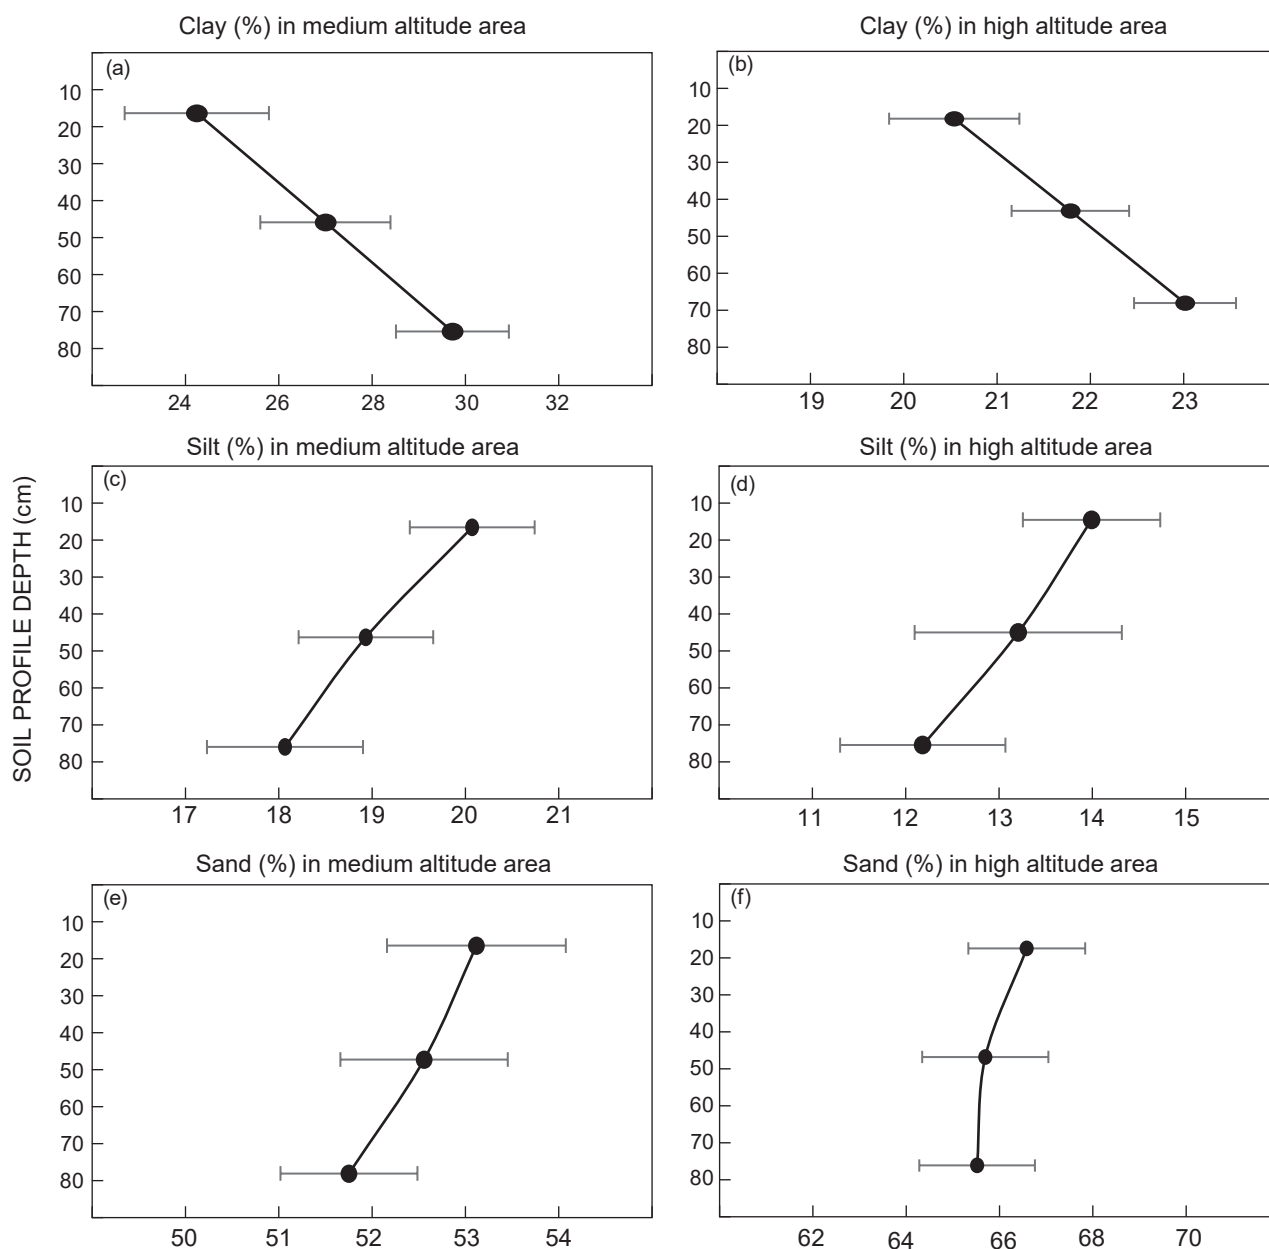 Clay (%) in medium altitude area
(a)
10
20
30
40
50
60
70
80
24 26 28 30 32
Clay (%) in high altitude area
(b)
10
20
30
40
50
60
70
80
19 20 21 22 23
SOIL PROFILE DEPTH (cm)
Silt (%) in medium altitude area
(c)
10
20
30
40
50
60
70
80
17 18 19 20 21
Silt (%) in high altitude area
(d)
10
20
30
40
50
60
70
80
11 12 13 14 15
Sand (%) in medium altitude area
(e)
10
20
30
40
50
60
70
80
50 51 52 53 54
Sand (%) in high altitude area
(f)
10
20
30
40
50
60
70
80
62 64 66 68 70